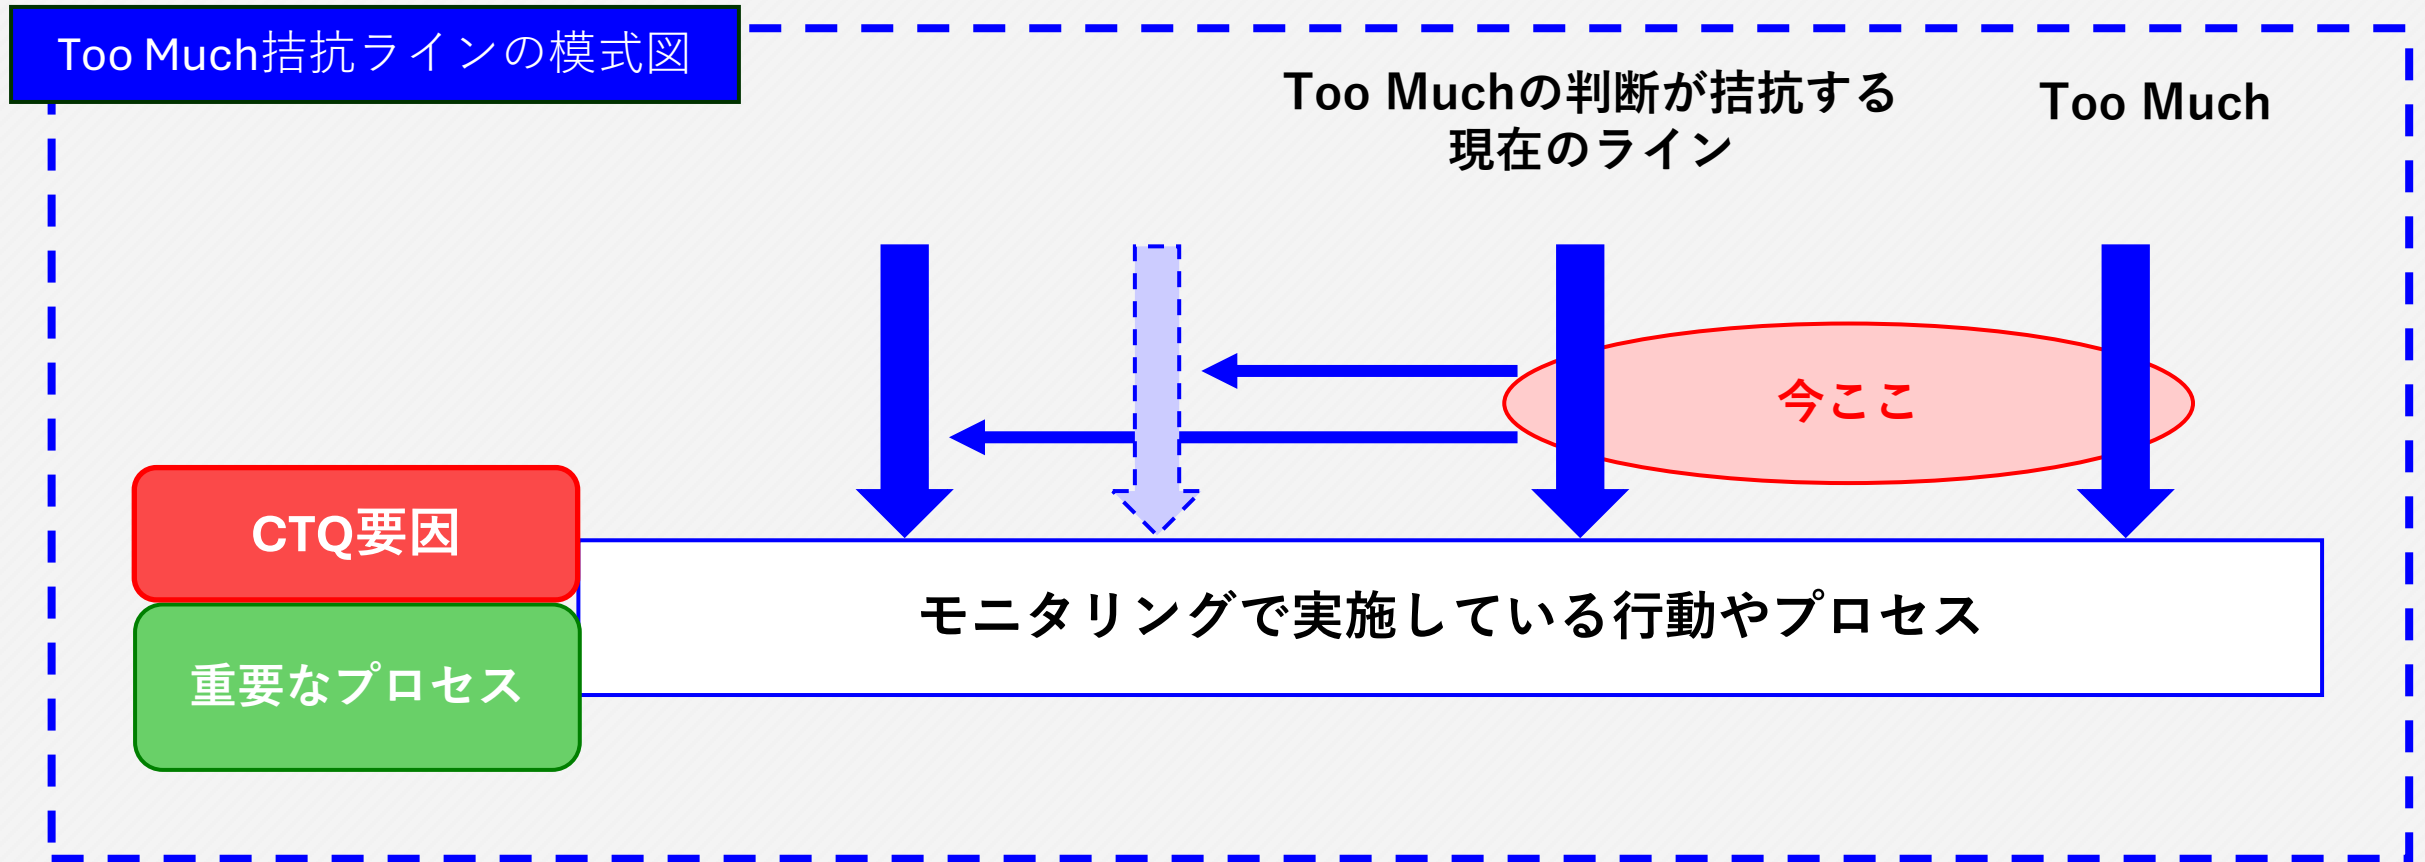 Too Much拮抗ラインの模式図
Too Muchの判断が拮抗する
現在のライン
Too Much
今ここ
CTQ要因
重要なプロセス
モニタリングで実施している行動やプロセス